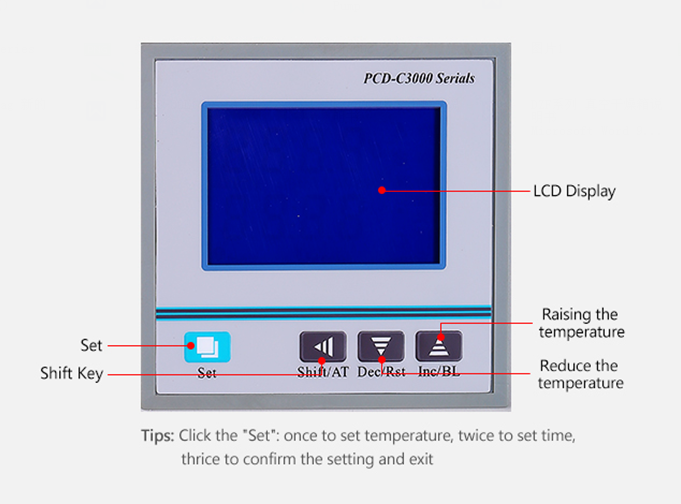 PCD-C3000 Serials
LCD Display
Raising the
temperature
Set
Shift Key
Set
Shift/AT Dec/Rst Inc/BL
Reduce the
temperature
Tips: Click the "Set": once to set temperature, twice to set time,
thrice to confirm the setting and exit